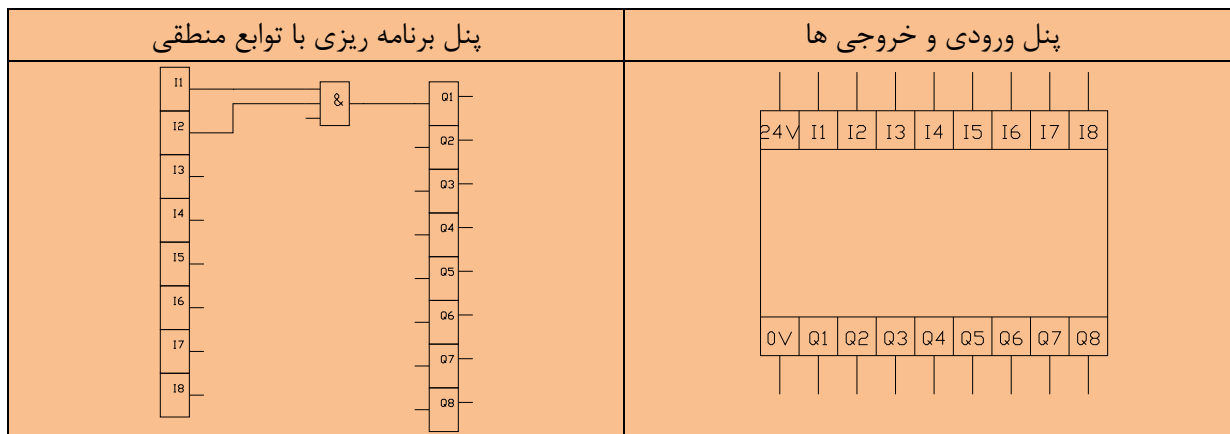 پنل ورودی و خروجی ها
پنل برنامه ریزی با توابع منطقی
24V I1 I2 I3 I4 I5 I6 I7 I8
0V Q1 Q2 Q3 Q4 Q5 Q6 Q7 Q8
I1
I2
I3
I4
I5
I6
I7
I8
&
Q1
Q2
Q3
Q4
Q5
Q6
Q7
Q8